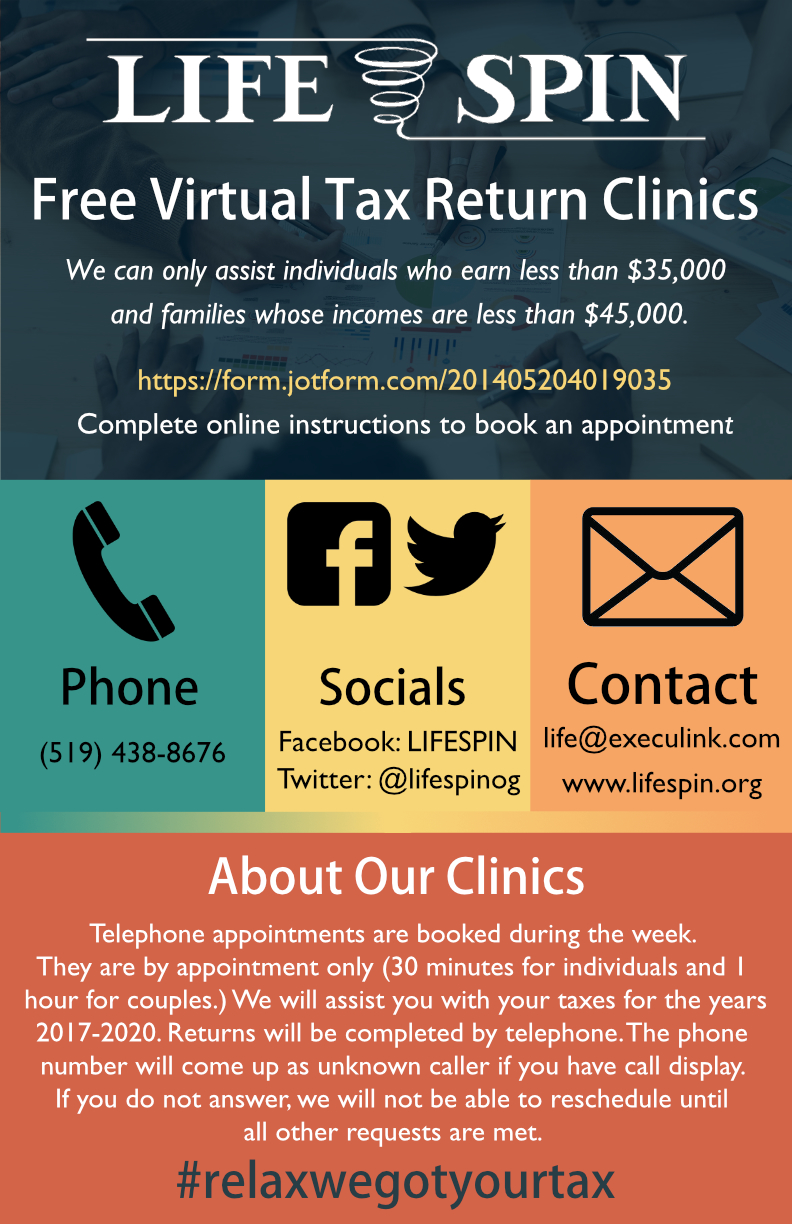 LIFE SPIN
Free Virtual Tax Return Clinics
We can only assist individuals who earn less than $35,000
and families whose incomes are less than $45,000.
https://form.jotform.com/201405204019035
Complete online instructions to book an appointment
Phone
(519) 438-8676
Socials
Facebook: LIFESPIN
Twitter: @lifespinog
Contact
life@execulink.com
www.lifespin.org
About Our Clinics
Telephone appointments are booked during the week.
They are by appointment only (30 minutes for individuals and 1
hour for couples.) We will assist you with your taxes for the years
2017-2020. Returns will be completed by telephone. The phone
number will come up as unknown caller if you have call display.
If you do not answer, we will not be able to reschedule until
all other requests are met.
#relaxwegotyourtax